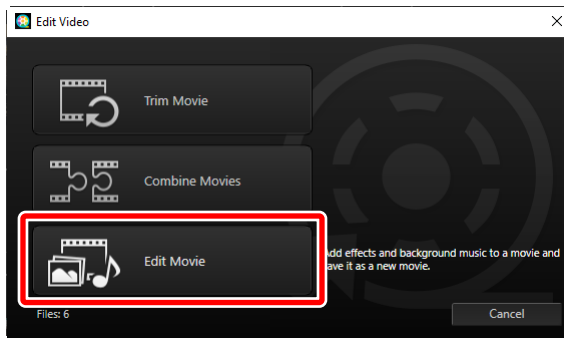 Edit Video
Trim Movie
Combine Movies
Edit Movie
dd effects and background music to a movie and
ave it as a new movie.
Files: 6
Cancel